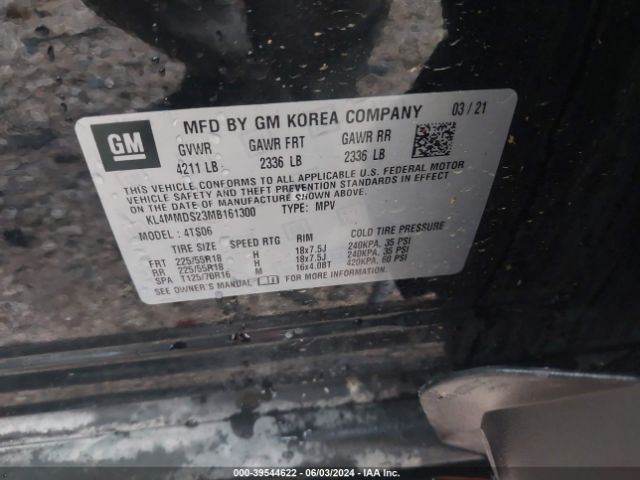 GM
MFD BY GM KOREA COMPANY 03 / 21
GVWR GAWR FRT GAWR RR
4211 LB 2336 LB 2336 LB
THIS VEHICLE CONFORMS TO ALL APPLICABLE U.S. FEDERAL MOTOR
VEHICLE SAFETY AND THEFT PREVENTION STANDARDS IN EFFECT
ON THE DATE OF MANUFACTURE SHOWN ABOVE.
KL4MMDS23MB161300 TYPE: MPV
MODEL : 4TS06
TIRE SIZE SPEED RTG RIM COLD TIRE PRESSURE
FRT 225/55R18 H 18x7.5J 240KPA, 35 PSI
RR 225/55R18 H 18x7.5J 240KPA, 35 PSI
SPA T125/70R16 M 16x4.0BT 420KPA, 60 PSI
SEE OWNER'S MANUAL FOR MORE INFORMATION.
000-39544622 - 06/03/2024 - IAA Inc.